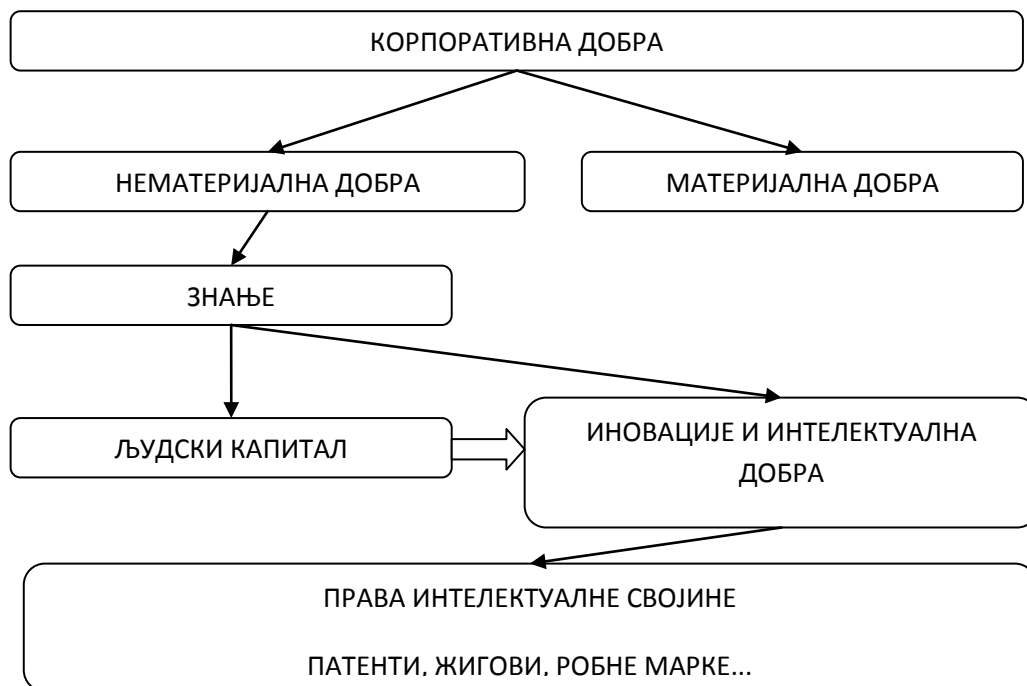 КОРПОРАТИВНА ДОБРА
НЕМАТЕРИЈАЛНА ДОБРА
МАТЕРИЈАЛНА ДОБРА
ЗНАЊЕ
ЉУДСКИ КАПИТАЛ
ИНОВАЦИЈЕ И ИНТЕЛЕКТУАЛНА
ДОБРА
ПРАВА ИНТЕЛЕКТУАЛНЕ СВОЈИНЕ
ПАТЕНТИ, ЖИГОВИ, РОБНЕ МАРКЕ...